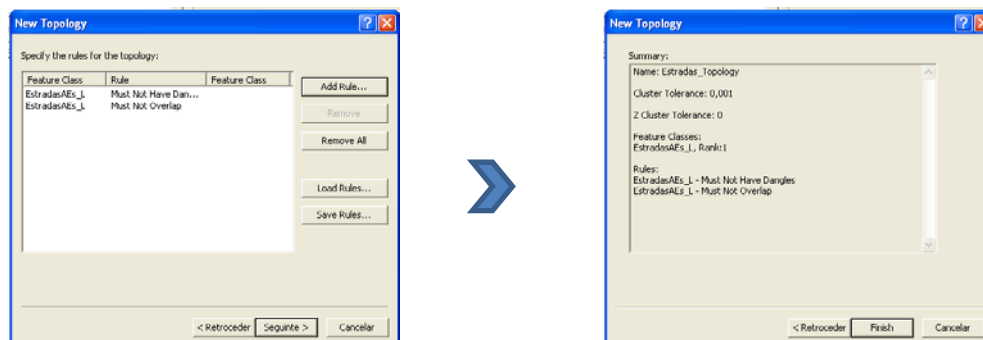 New Topology
Specify the rules for the topology:
Feature Class Rule Feature Class
EstradasAEs_L Must Not Have Dan...
EstradasAEs_L Must Not Overlap
Add Rule...
Remove
Remove All
Load Rules...
Save Rules...
< Retroceder Seguinte > Cancelar
New Topology
Summary:
Name: Estradas_Topology
Cluster Tolerance: 0,001
Z Cluster Tolerance: 0
Feature Classes:
EstradasAEs_L, Rank:1
Rules:
EstradasAEs_L - Must Not Have Dangles
EstradasAEs_L - Must Not Overlap
< Retroceder Finish Cancelar